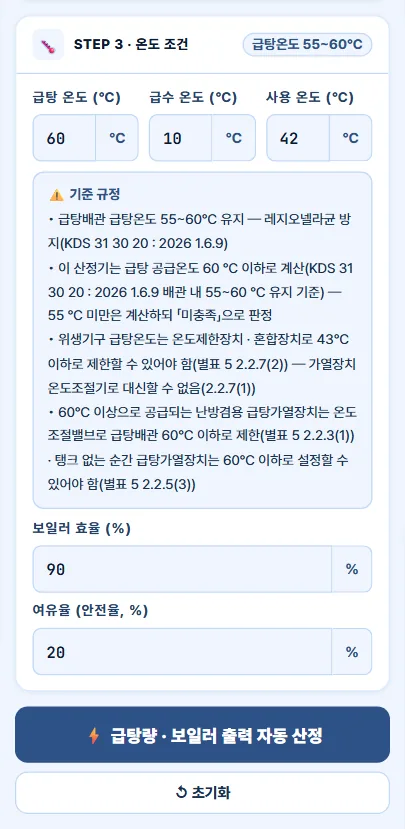 STEP 3 · 온도 조건
급탕온도 55~60℃
급탕 온도 (℃)
급수 온도 (℃)
사용 온도 (℃)
60 ℃
10 ℃
42 ℃
⚠️ 기준 규정
• 급탕배관 급탕온도 55~60℃ 유지 — 레지오넬라균 방
지(KDS 31 30 20 : 2026 1.6.9)
• 이 산정기는 급탕 공급온도 60 ℃ 이하로 계산(KDS 31
30 20 : 2026 1.6.9 배관 내 55~60 ℃ 유지 기준) —
55 ℃ 미만은 계산하되 「미충족」으로 판정
• 위생기구 급탕온도는 온도제한장치 · 혼합장치로 43℃
이하로 제한할 수 있어야 함(별표 5 2.2.7(2)) — 가열장치
온도조절기로 대신할 수 없음(2.2.7(1))
• 60℃ 이상으로 공급되는 난방겸용 급탕가열장치는 온도
조절밸브로 급탕배관 60℃ 이하로 제한(별표 5 2.2.3(1))
· 탱크 없는 순간 급탕가열장치는 60℃ 이하로 설정할 수
있어야 함(별표 5 2.2.5(3))
보일러 효율 (%)
90 %
여유율 (안전율, %)
20 %
⚡ 급탕량 · 보일러 출력 자동 산정
↺ 초기화